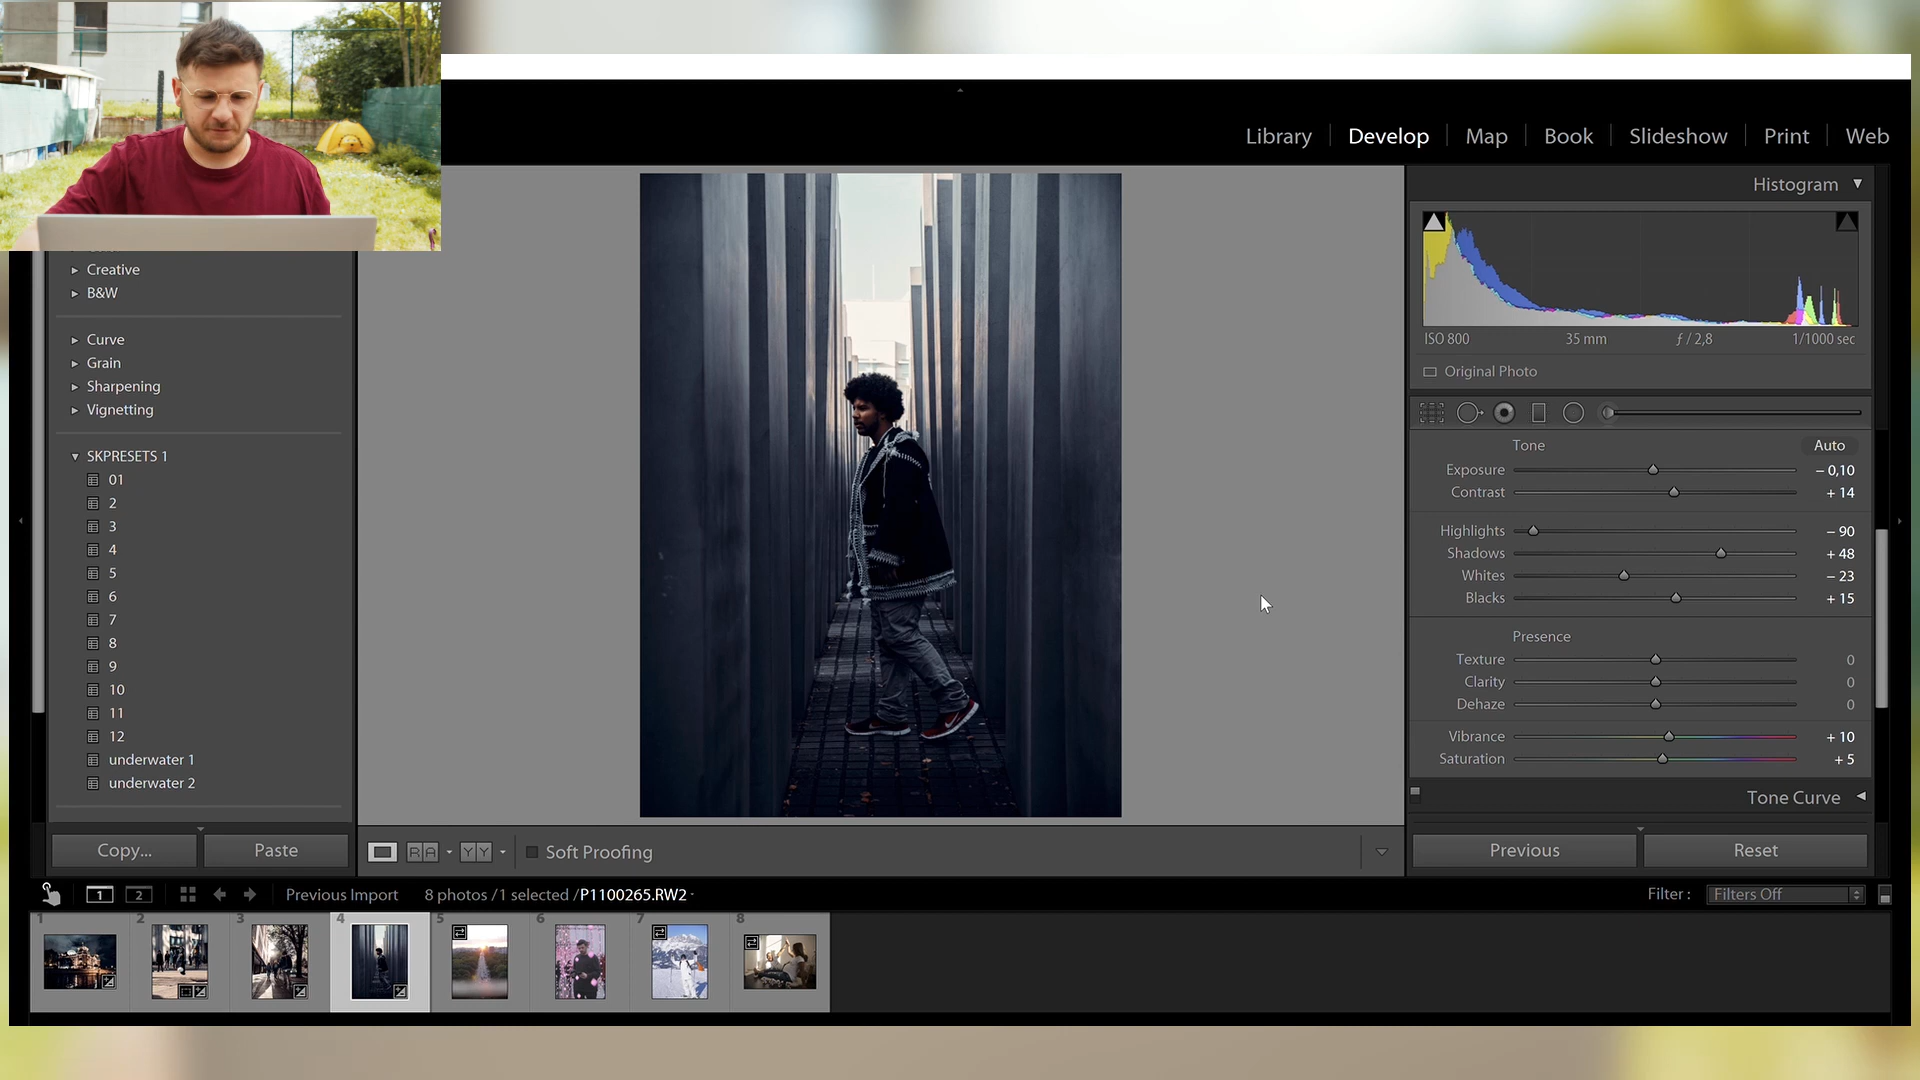 Library Develop Map Book Slideshow Print Web
Creative
B&W
Curve
Grain
Sharpening
Vignetting
SKPRESETS 1
01
2
3
4
5
6
7
8
9
10
11
12
underwater 1
underwater 2
Copy... Paste
RA YY Soft Proofing
Histogram
ISO 800 35 mm ƒ / 2,8 1/1000 sec
Original Photo
Tone Auto
Exposure – 0,10
Contrast + 14
Highlights – 90
Shadows + 48
Whites – 23
Blacks + 15
Presence
Texture 0
Clarity 0
Dehaze 0
Vibrance + 10
Saturation + 5
Tone Curve
Previous Reset
1 2 Previous Import 8 photos /1 selected /P1100265.RW2 Filter : Filters Off
1 2 3 4 5 6 7 8